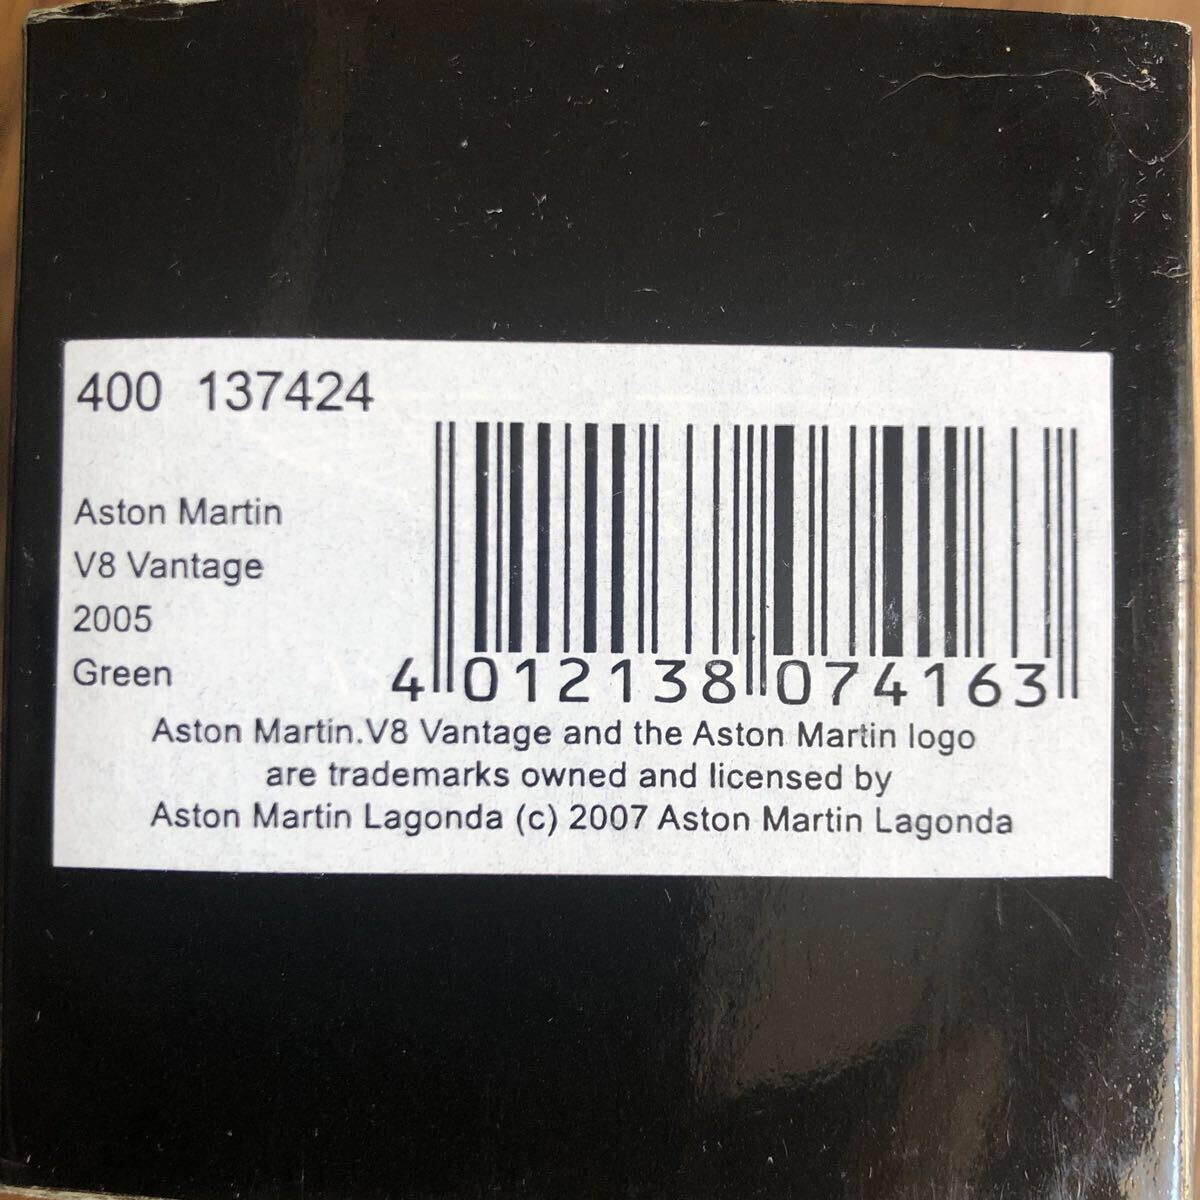 400 137424
Aston Martin
V8 Vantage
2005
Green
4 012138 074163
Aston Martin.V8 Vantage and the Aston Martin logo
are trademarks owned and licensed by
Aston Martin Lagonda (c) 2007 Aston Martin Lagonda